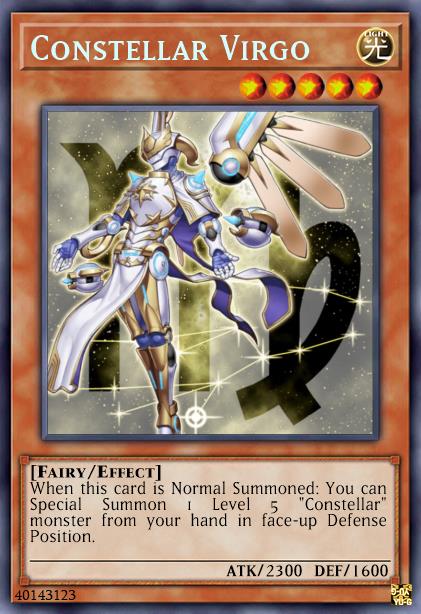 Constellar Virgo
LIGHT
光
[Fairy/Effect]
When this card is Normal Summoned: You can
Special Summon 1 Level 5 "Constellar"
monster from your hand in face-up Defense
Position.
ATK/2300 DEF/1600
40143123